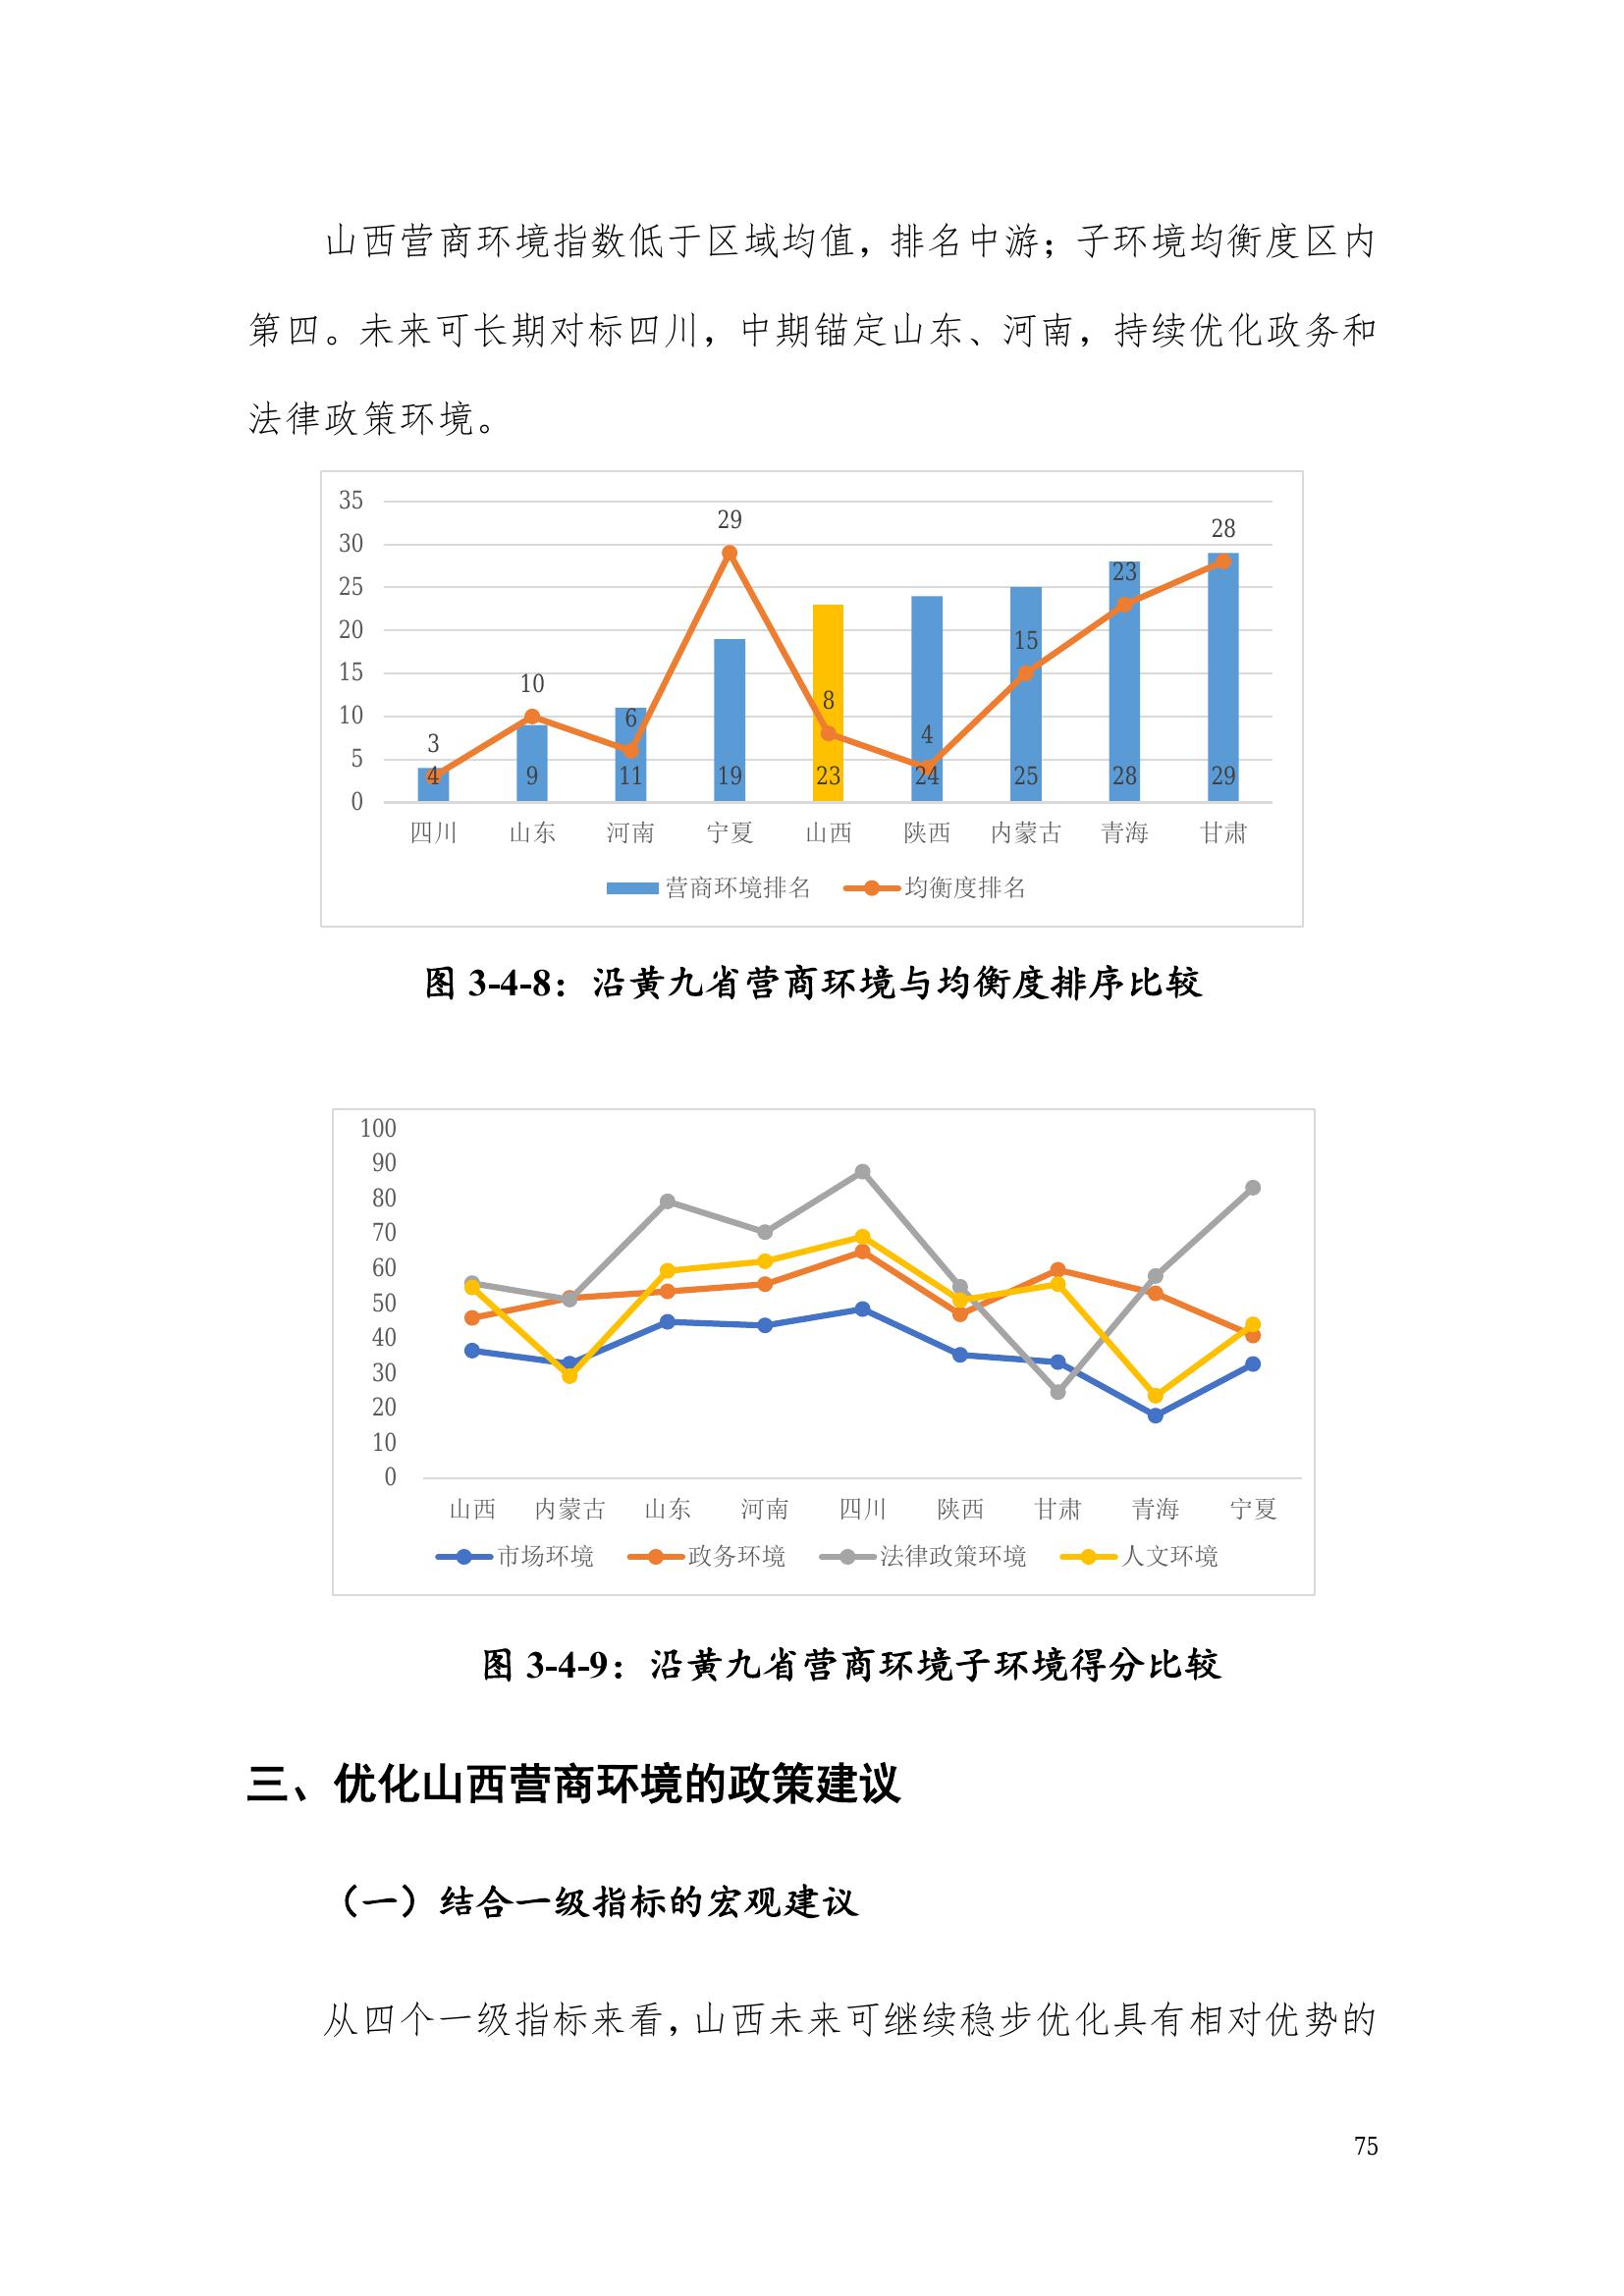 山西营商环境指数低于区域均值，排名中游；子环境均衡度区内
第四。未来可长期对标四川，中期锚定山东、河南，持续优化政务和
法律政策环境。
35
30
25
20
15
10
5
0
3 10 6 29 8 4 15 23 28
4 9 11 19 23 24 25 28 29
四川 山东 河南 宁夏 山西 陕西 内蒙古 青海 甘肃
营商环境排名 均衡度排名
图 3-4-8：沿黄九省营商环境与均衡度排序比较
100
90
80
70
60
50
40
30
20
10
0
山西 内蒙古 山东 河南 四川 陕西 甘肃 青海 宁夏
市场环境 政务环境 法律政策环境 人文环境
图 3-4-9：沿黄九省营商环境子环境得分比较
三、优化山西营商环境的政策建议
（一）结合一级指标的宏观建议
从四个一级指标来看，山西未来可继续稳步优化具有相对优势的
75